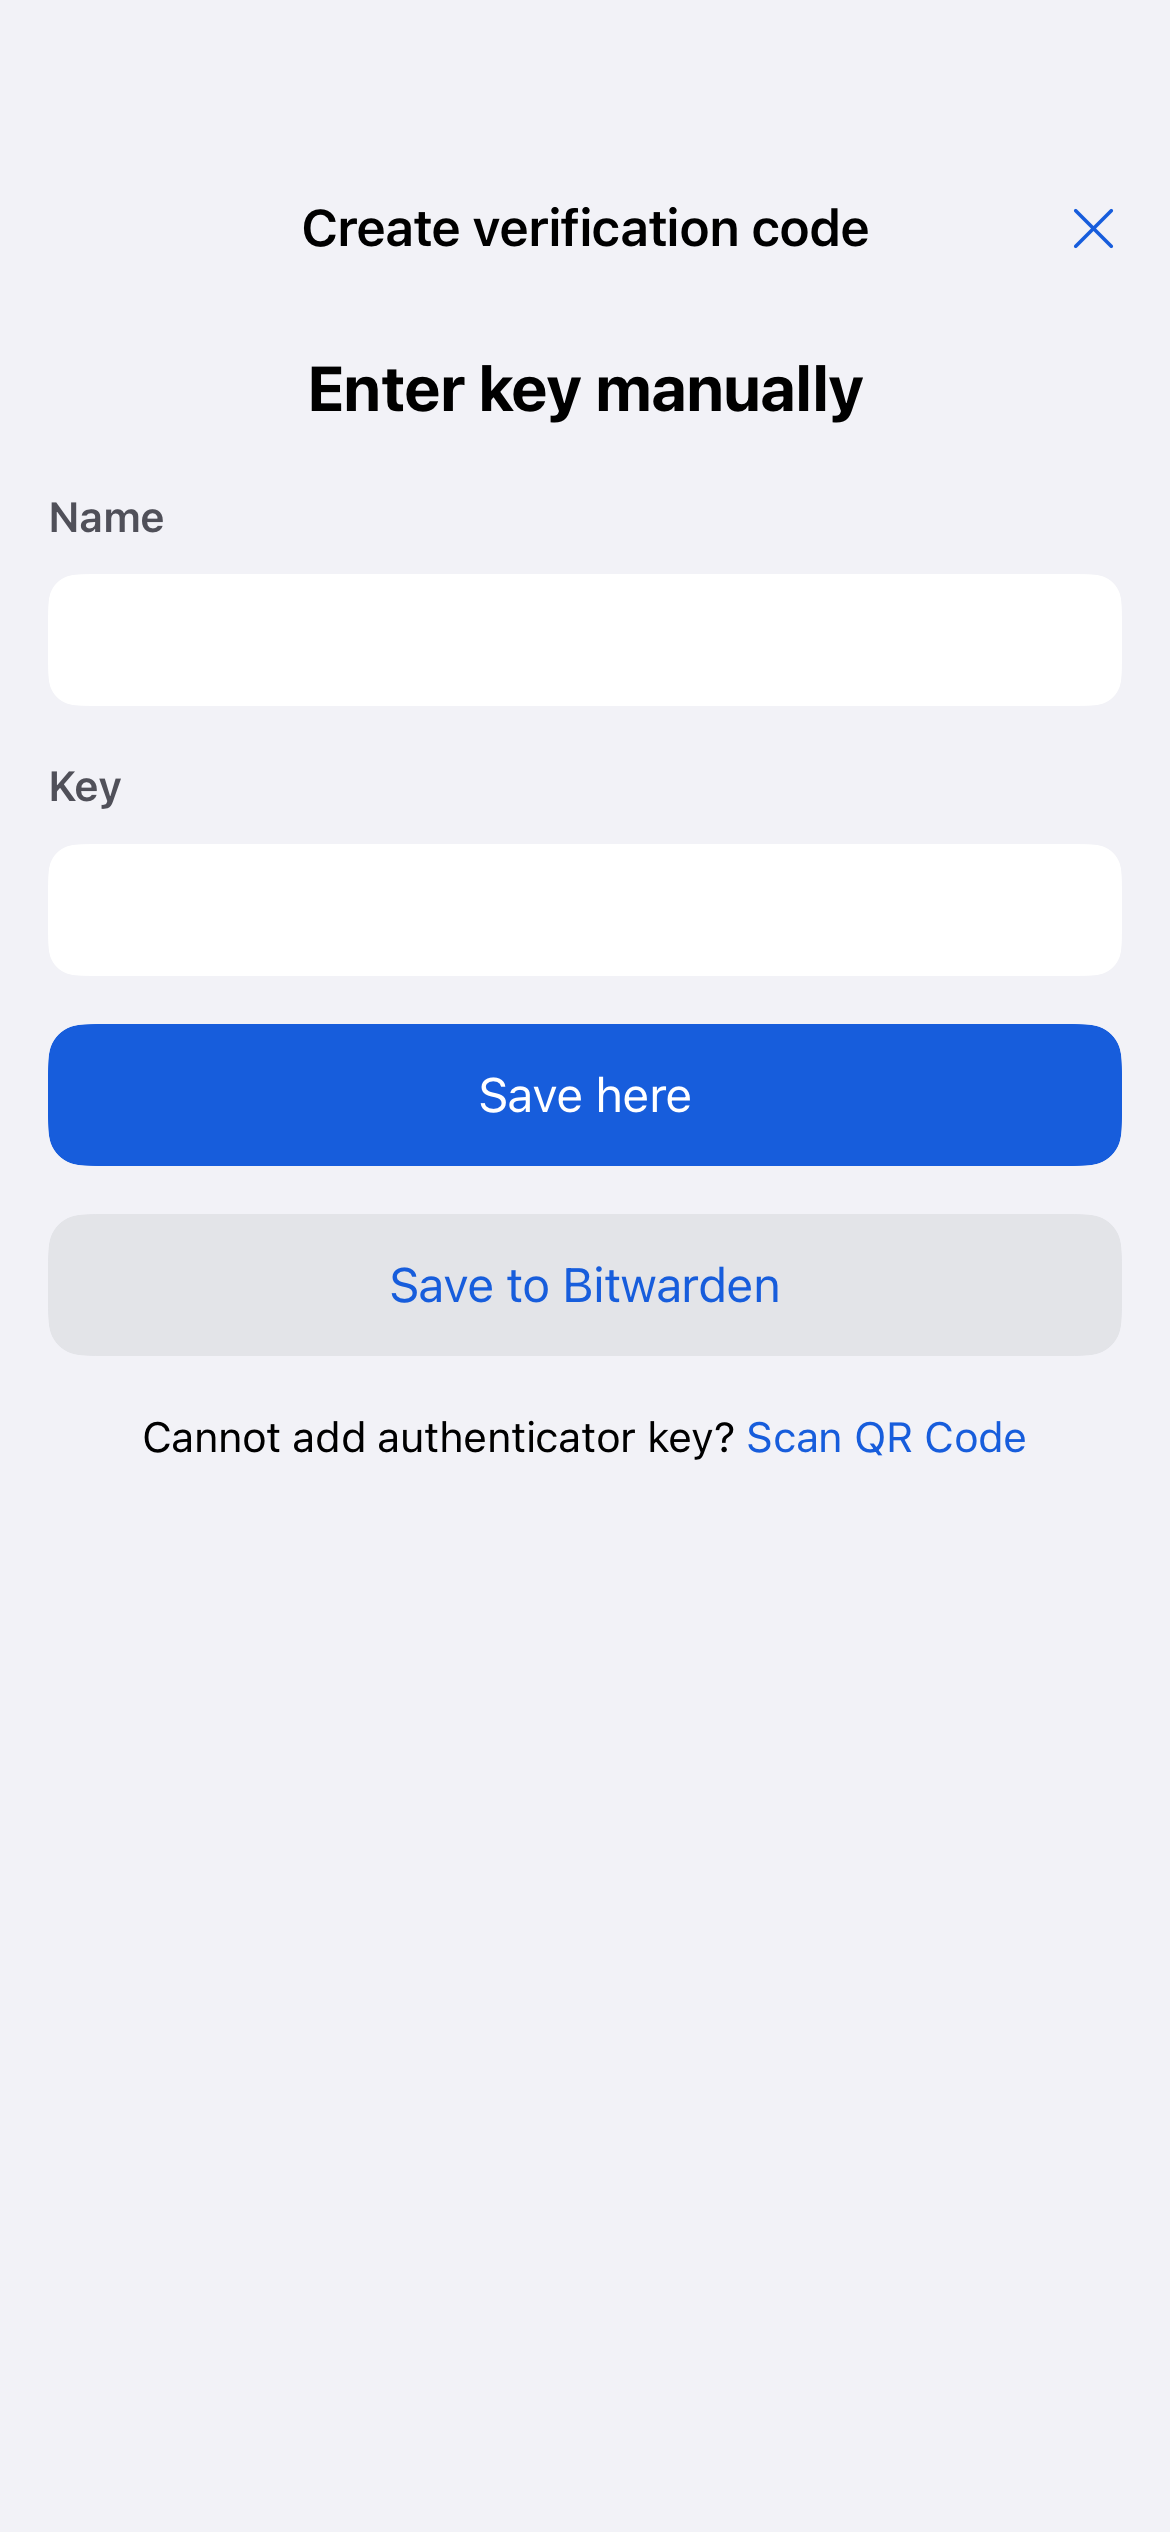 Create verification code
Enter key manually
Name
Key
Save here
Save to Bitwarden
Cannot add authenticator key? Scan QR Code